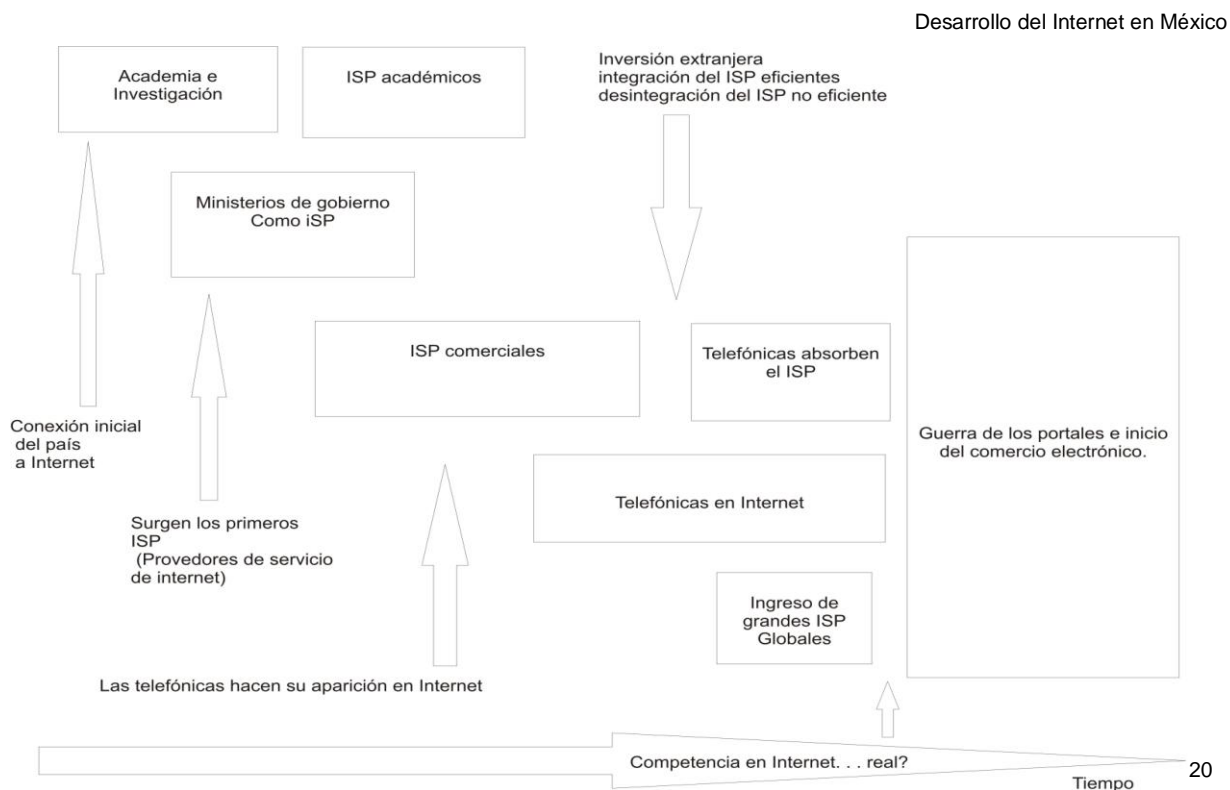 Desarrollo del Internet en México
Academia e
Investigación
ISP académicos
Inversión extranjera
integración del ISP eficientes
desintegración del ISP no eficiente
Ministerios de gobierno
Como iSP
ISP comerciales
Telefónicas absorben
el ISP
Conexión inicial
del país
a Internet
Guerra de los portales e inicio
del comercio electrónico.
Telefónicas en Internet
Surgen los primeros
ISP
(Provedores de servicio
de internet)
Ingreso de
grandes ISP
Globales
Las telefónicas hacen su aparición en Internet
Competencia en Internet. . . real?
Tiempo
20